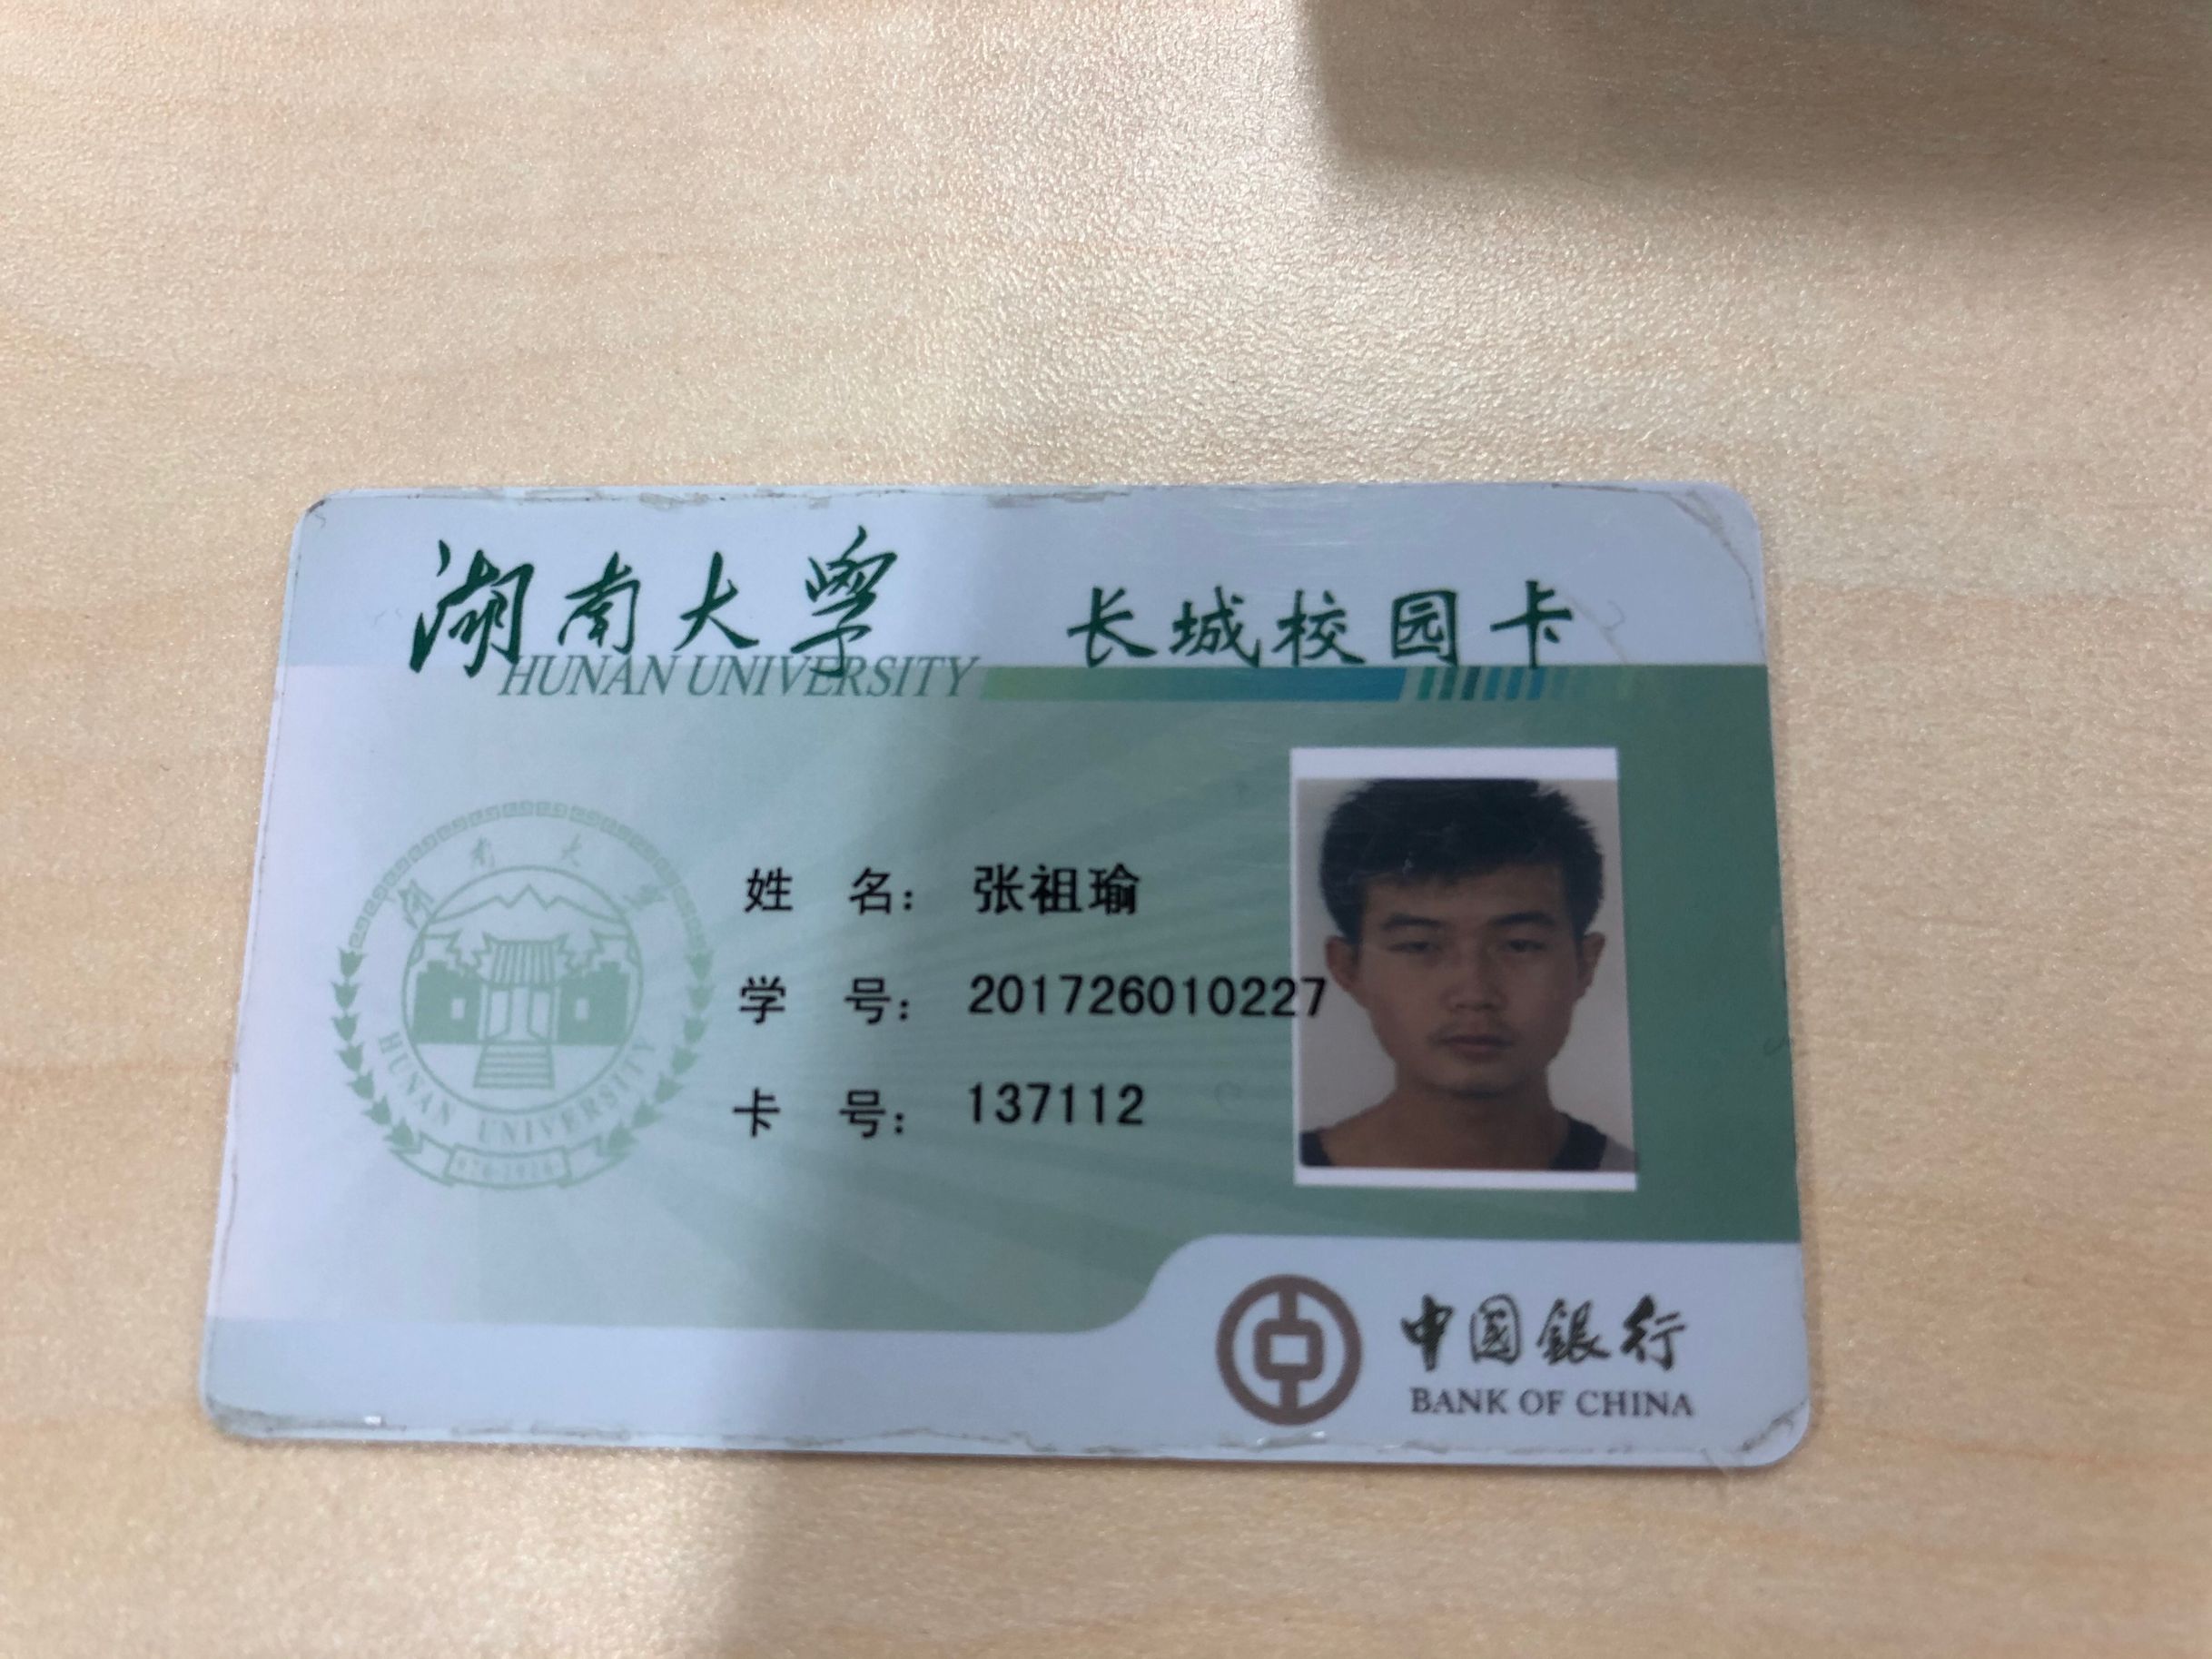 湖南大学 长城校园卡
HUNAN UNIVERSITY
湖南大学
HUNAN UNIVERSITY
姓 名: 张祖瑜
学 号: 201726010227
卡 号: 137112
中国银行
BANK OF CHINA